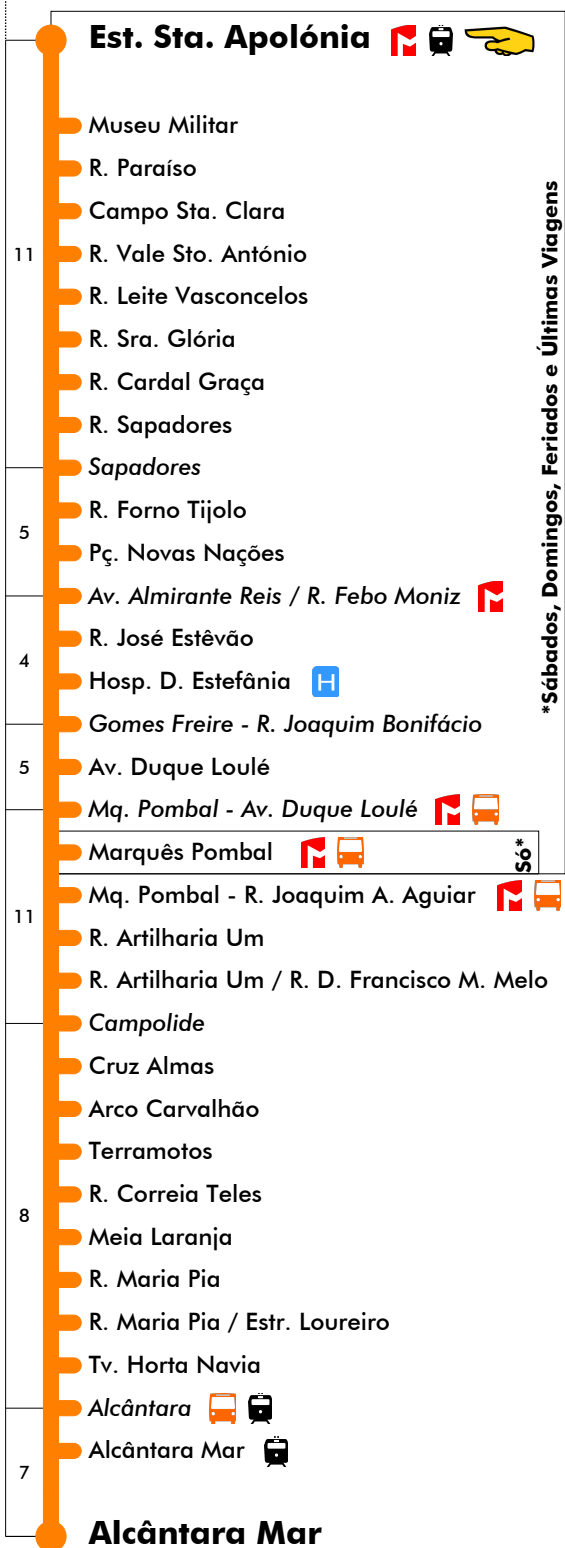 Est. Sta. Apolónia
Museu Militar
R. Paraíso
Campo Sta. Clara
11
R. Vale Sto. António
R. Leite Vasconcelos
R. Sra. Glória
R. Cardal Graça
R. Sapadores
Sapadores
R. Forno Tijolo
5
Pç. Novas Nações
Av. Almirante Reis / R. Febo Moniz
R. José Estêvão
4
Hosp. D. Estefânia
H
Gomes Freire - R. Joaquim Bonifácio
5
Av. Duque Loulé
Mq. Pombal - Av. Duque Loulé
Marquês Pombal
Só*
*Sábados, Domingos, Feriados e Últimas Viagens
Mq. Pombal - R. Joaquim A. Aguiar
11
R. Artilharia Um
R. Artilharia Um / R. D. Francisco M. Melo
Campolide
Cruz Almas
Arco Carvalhão
Terramotos
R. Correia Teles
8
Meia Laranja
R. Maria Pia
R. Maria Pia / Estr. Loureiro
Tv. Horta Navia
Alcântara
Alcântara Mar
7
Alcântara Mar